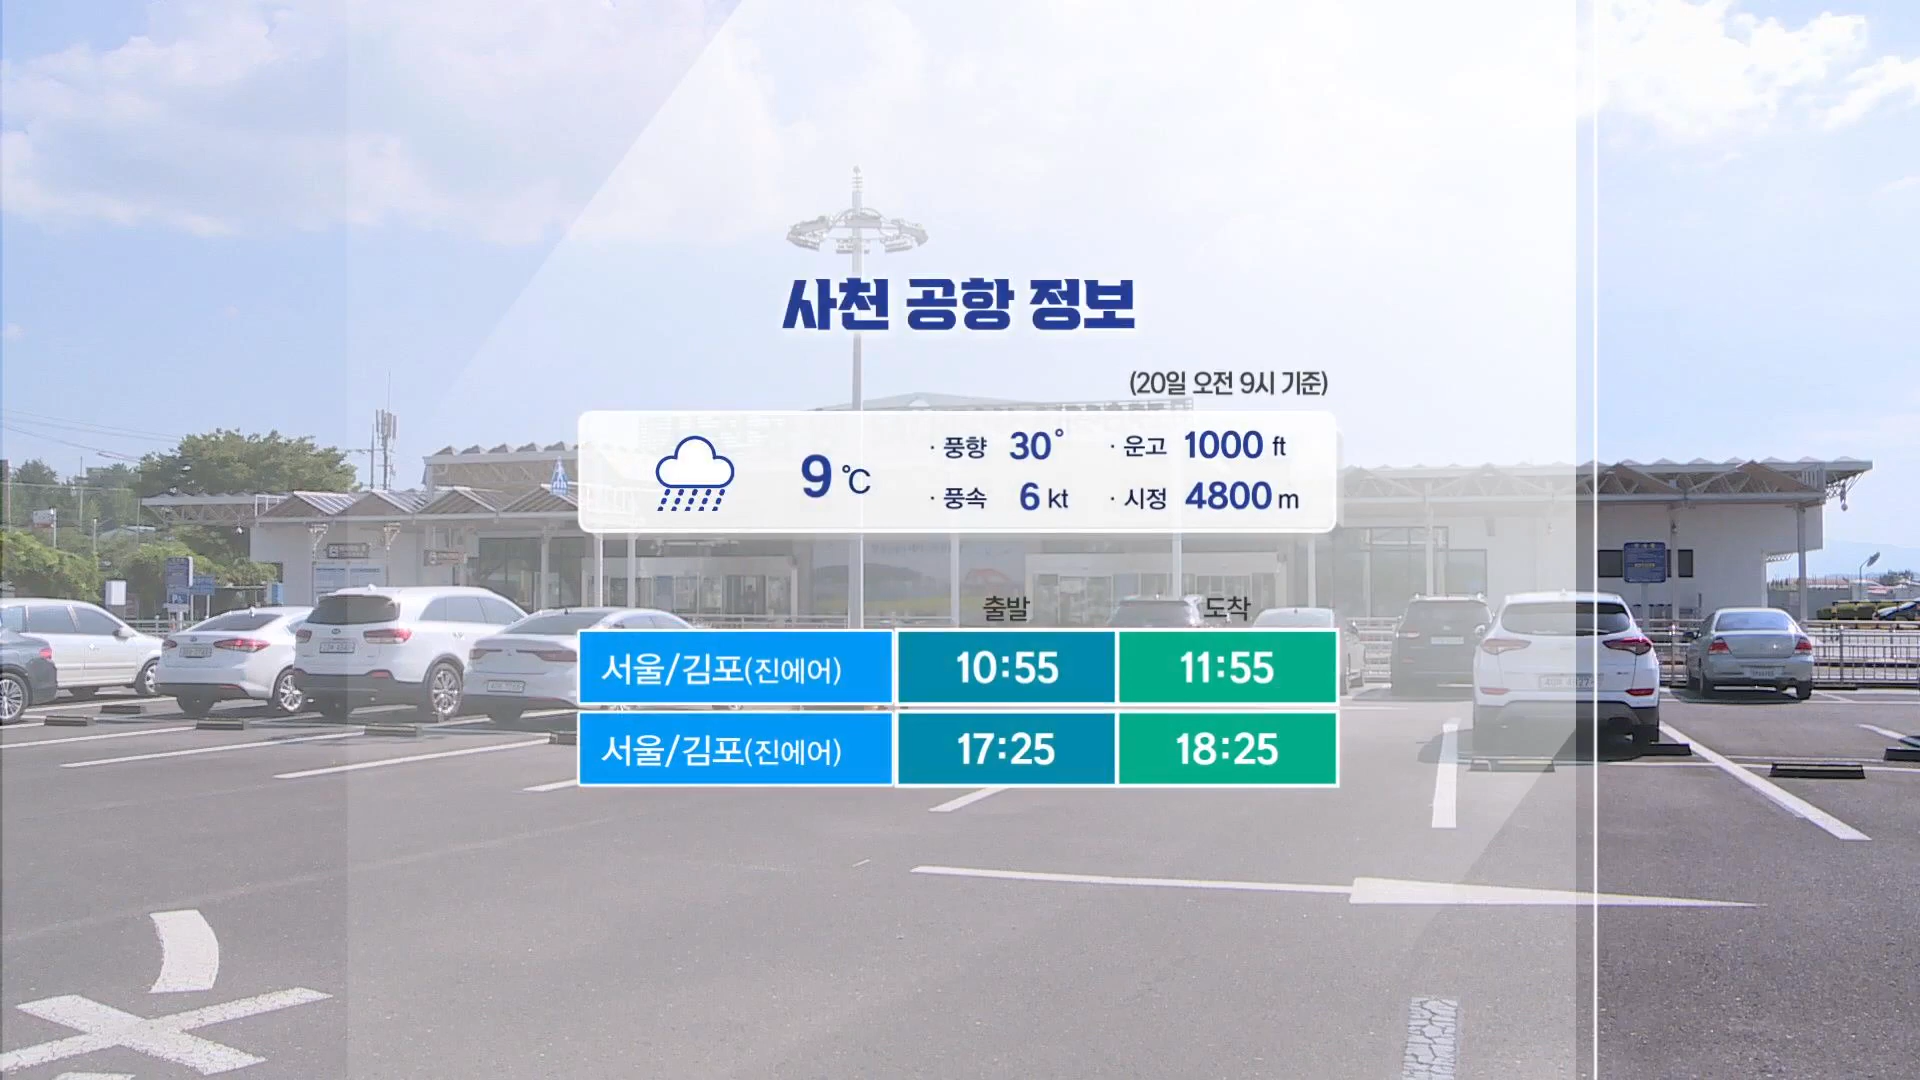 사천 공항 정보
(20일 오전 9시 기준)
9 ℃
· 풍향 30° · 운고 1000 ft
· 풍속 6 kt · 시정 4800 m
출발 도착
서울/김포(진에어) 10:55 11:55
서울/김포(진에어) 17:25 18:25